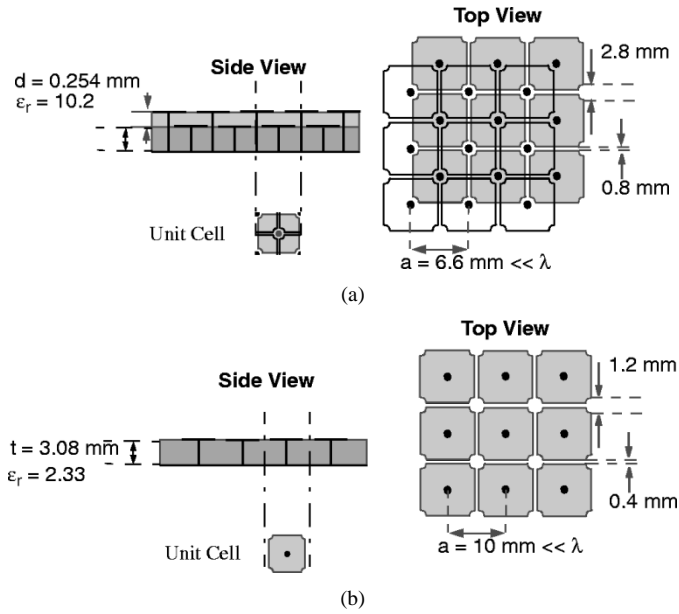 Top View
2.8 mm
d = 0.254 mm
εr = 10.2
Side View
0.8 mm
Unit Cell
a = 6.6 mm << λ
(a)
Top View
1.2 mm
Side View
t = 3.08 mm
εr = 2.33
0.4 mm
Unit Cell
a = 10 mm << λ
(b)